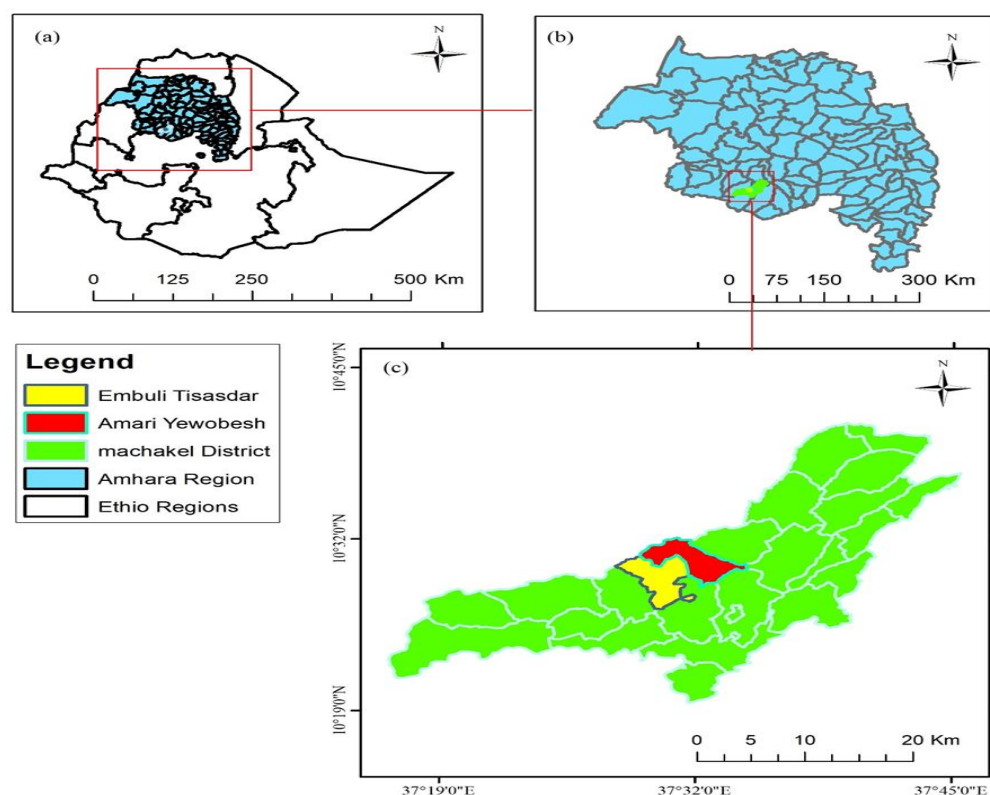 (a)
N
0 125 250 500 Km
(b)
N
0 75 150 300 Km
Legend
Embuli Tisasdar
Amari Yewobesh
machakel District
Amhara Region
Ethio Regions
(c)
N
10°45'0"N
10°32'0"N
10°19'0"N
0 5 10 20 Km
37°19'0"E 37°32'0"E 37°45'0"E